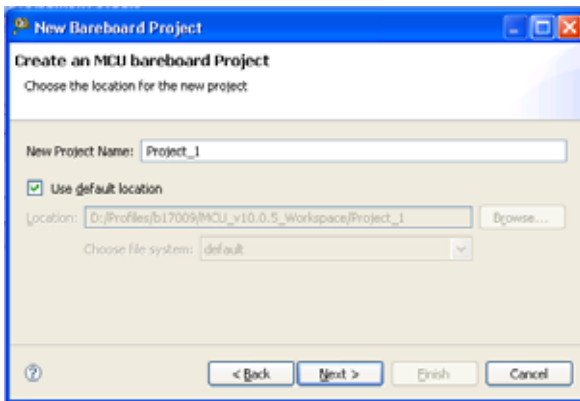 New Bareboard Project
Create an MCU bareboard Project
Choose the location for the new project
New Project Name: Project_1
Use default location
Location: D:/Profiles/b17009/MCU_v10.0.5_Workspace/Project_1 Browse...
Choose file system: default
< Back Next > Finish Cancel